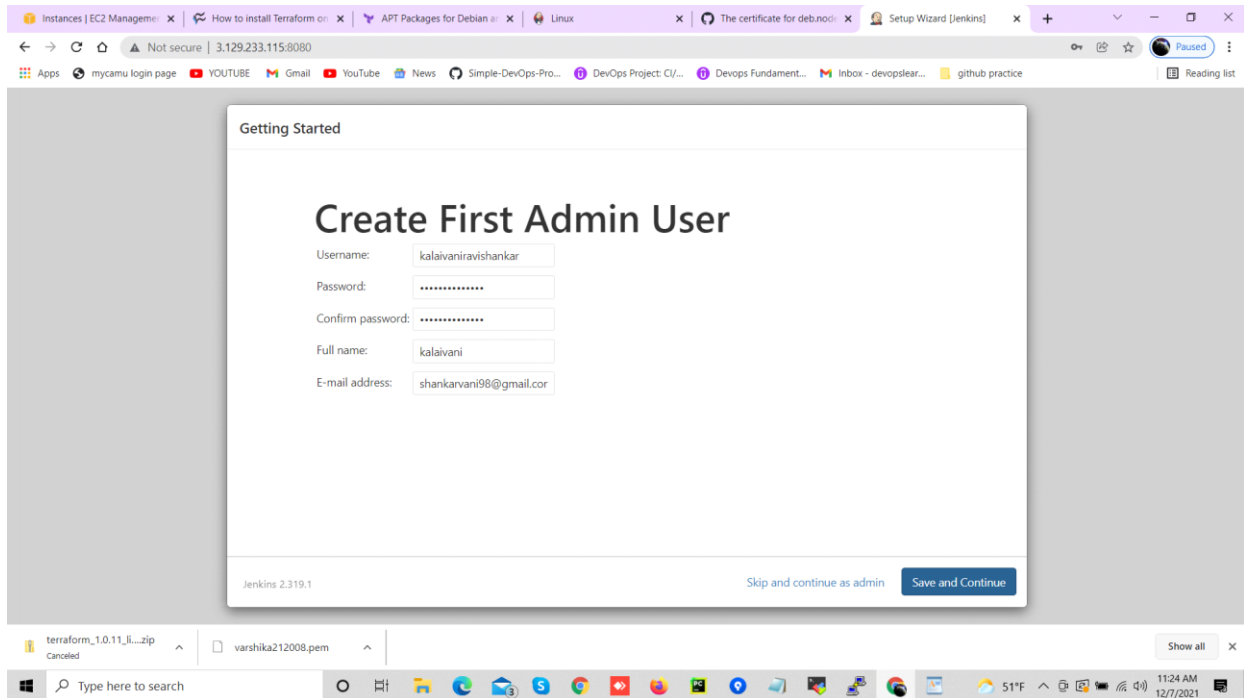 Instances | EC2 Managemen
How to install Terraform on
APT Packages for Debian ar
Linux
The certificate for deb.node
Setup Wizard [Jenkins]
Not secure | 3.129.233.115:8080
Paused
Apps
mycamu login page
YOUTUBE
Gmail
YouTube
News
Simple-DevOps-Pro...
DevOps Project: CI/...
Devops Fundament...
Inbox - devopslear...
github practice
Reading list
Getting Started
Create First Admin User
Username:
kalaivaniravishankar
Password:
••••••••••••••
Confirm password:
••••••••••••••
Full name:
kalaivani
E-mail address:
shankarvani98@gmail.cor
Jenkins 2.319.1
Skip and continue as admin
Save and Continue
terraform_1.0.11_li....zip
Canceled
varshika212008.pem
Show all
Type here to search
3
S
PC
51°F
11:24 AM
12/7/2021